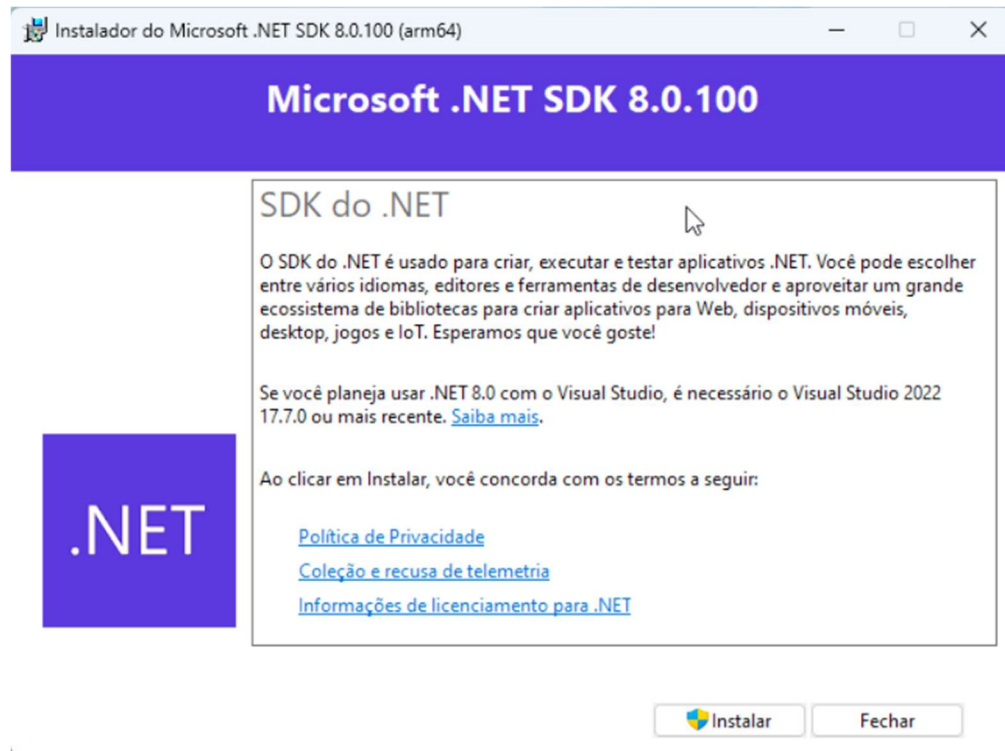 Instalador do Microsoft .NET SDK 8.0.100 (arm64)
Microsoft .NET SDK 8.0.100
SDK do .NET
O SDK do .NET é usado para criar, executar e testar aplicativos .NET. Você pode escolher
entre vários idiomas, editores e ferramentas de desenvolvedor e aproveitar um grande
ecossistema de bibliotecas para criar aplicativos para Web, dispositivos móveis,
desktop, jogos e IoT. Esperamos que você goste!
Se você planeja usar .NET 8.0 com o Visual Studio, é necessário o Visual Studio 2022
17.7.0 ou mais recente. Saiba mais.
Ao clicar em Instalar, você concorda com os termos a seguir:
.NET
Política de Privacidade
Coleção e recusa de telemetria
Informações de licenciamento para .NET
Instalar
Fechar